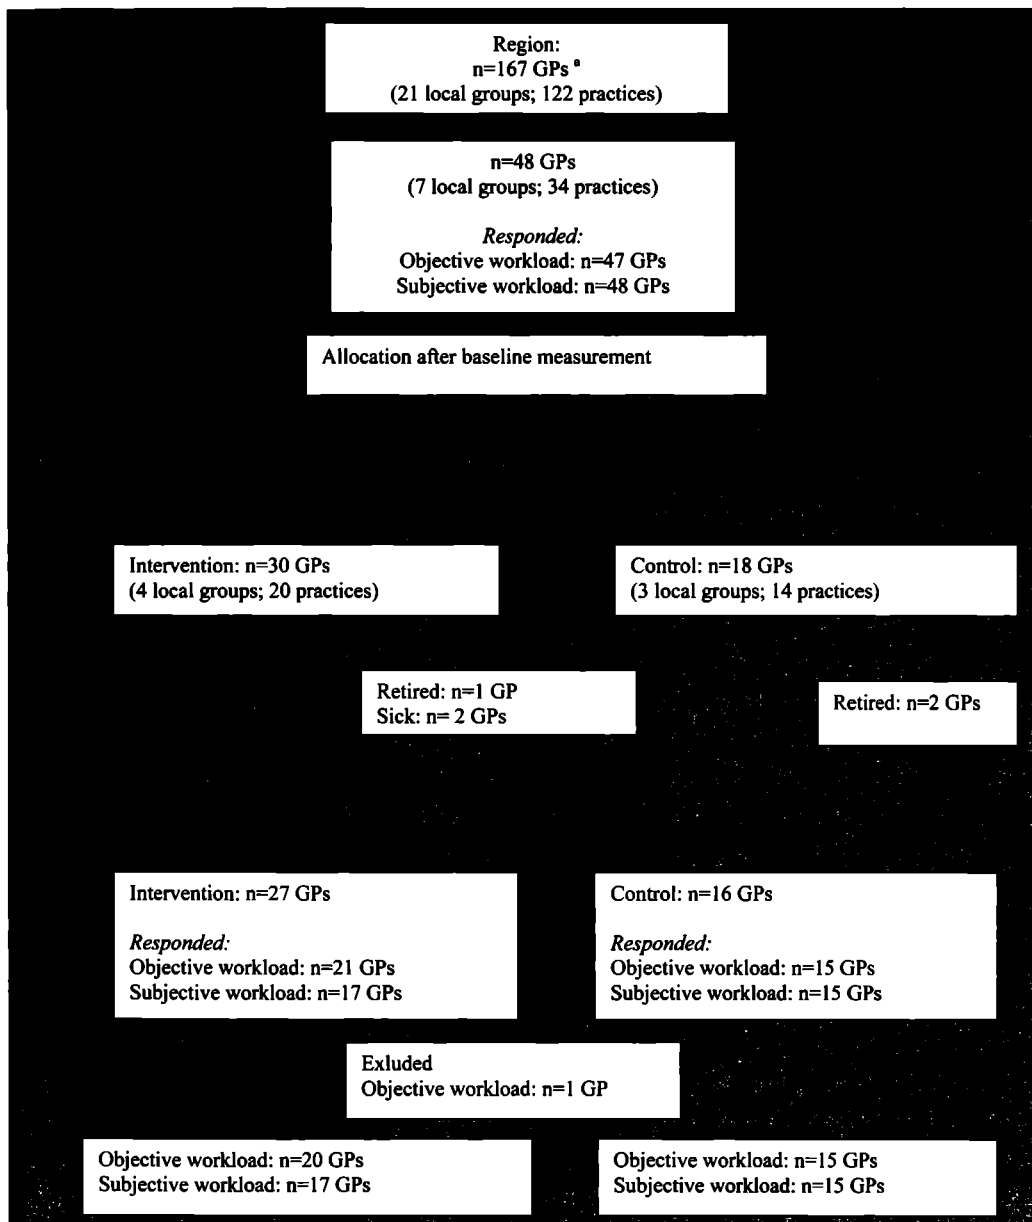 Region:
n=167 GPs ª
(21 local groups; 122 practices)
n=48 GPs
(7 local groups; 34 practices)
Responded:
Objective workload: n=47 GPs
Subjective workload: n=48 GPs
Allocation after baseline measurement
Intervention: n=30 GPs
(4 local groups; 20 practices)
Control: n=18 GPs
(3 local groups; 14 practices)
Retired: n=1 GP
Sick: n= 2 GPs
Retired: n=2 GPs
Intervention: n=27 GPs
Responded:
Objective workload: n=21 GPs
Subjective workload: n=17 GPs
Control: n=16 GPs
Responded:
Objective workload: n=15 GPs
Subjective workload: n=15 GPs
Exluded
Objective workload: n=1 GP
Objective workload: n=20 GPs
Subjective workload: n=17 GPs
Objective workload: n=15 GPs
Subjective workload: n=15 GPs